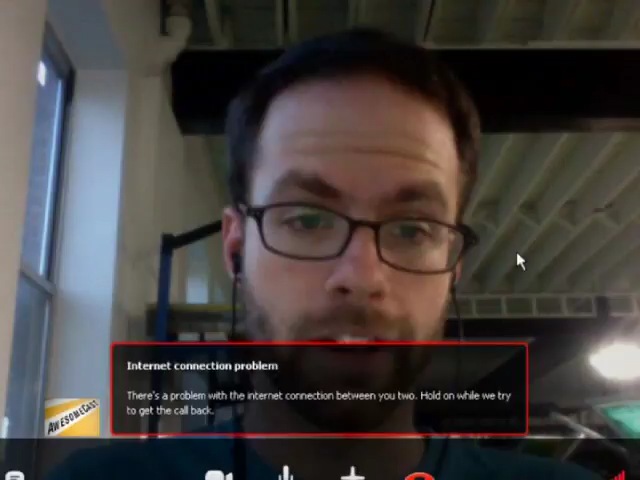 Internet connection problem
There's a problem with the internet connection between you two. Hold on while we try
to get the call back.
AWESOMECAST